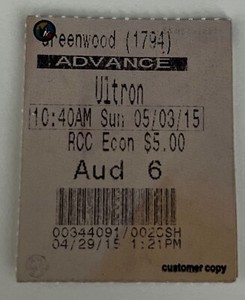 Greenwood (1794)
ADVANCE
Ultron
10:40AM Sun 05/03/15
RCC Econ $5.00
Aud 6
00344091/0020SH
04/29/15 1:21PM
customer copy